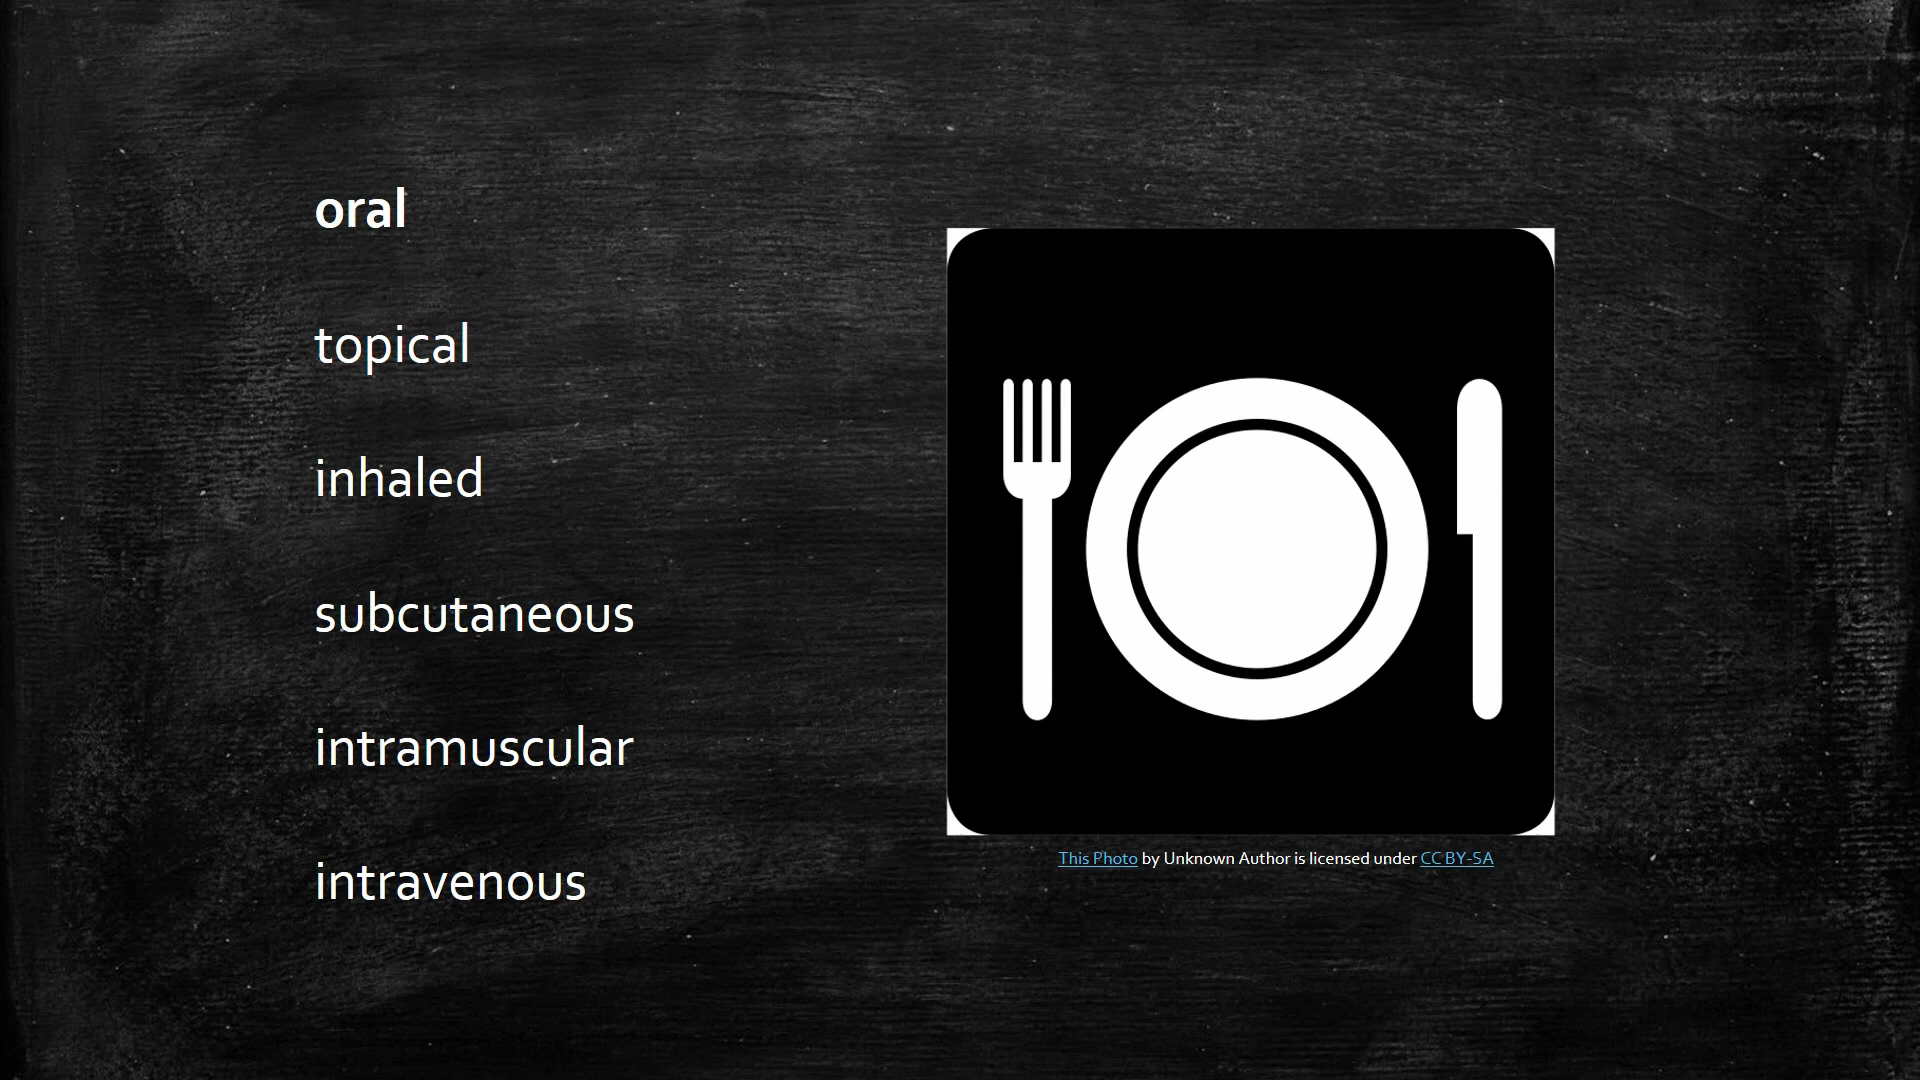 oral
topical
inhaled
subcutaneous
intramuscular
intravenous
This Photo by Unknown Author is licensed under CC BY-SA